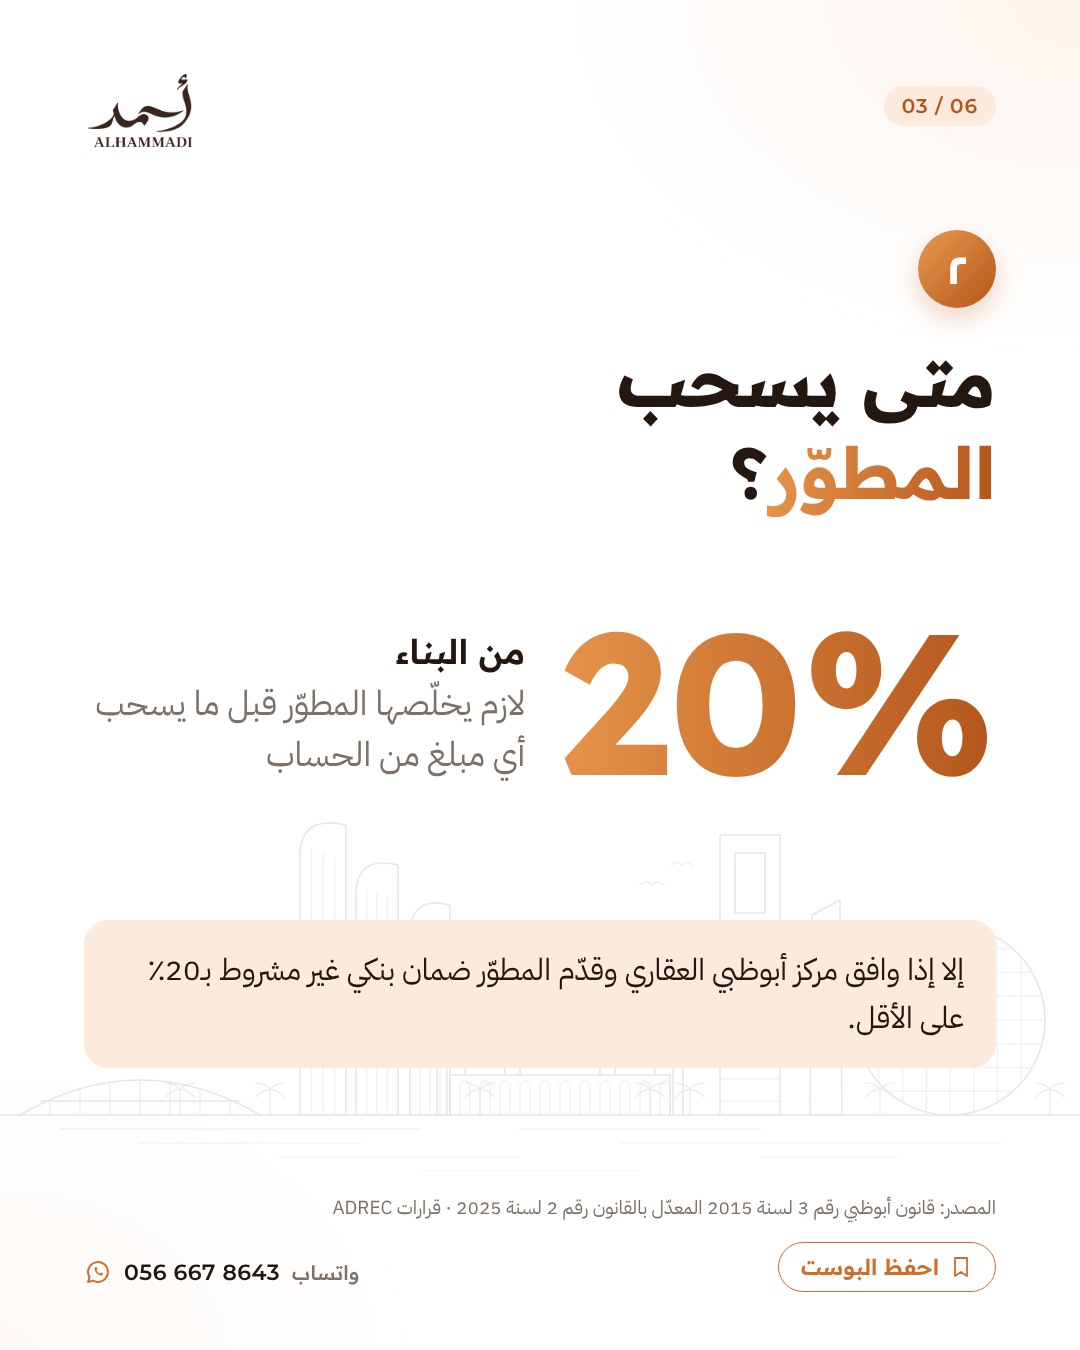 أحمد
ALHAMMADI
03 / 06
٢
متى يسحب
المطوّر؟
20%
من البناء
لازم يخلّصها المطوّر قبل ما يسحب
أي مبلغ من الحساب
إلا إذا وافق مركز أبوظبي العقاري وقدّم المطوّر ضمان بنكي غير مشروط بـ20٪
على الأقل.
المصدر: قانون أبوظبي رقم 3 لسنة 2015 المعدّل بالقانون رقم 2 لسنة 2025 · قرارات ADREC
احفظ البوست
واتساب 056 667 8643